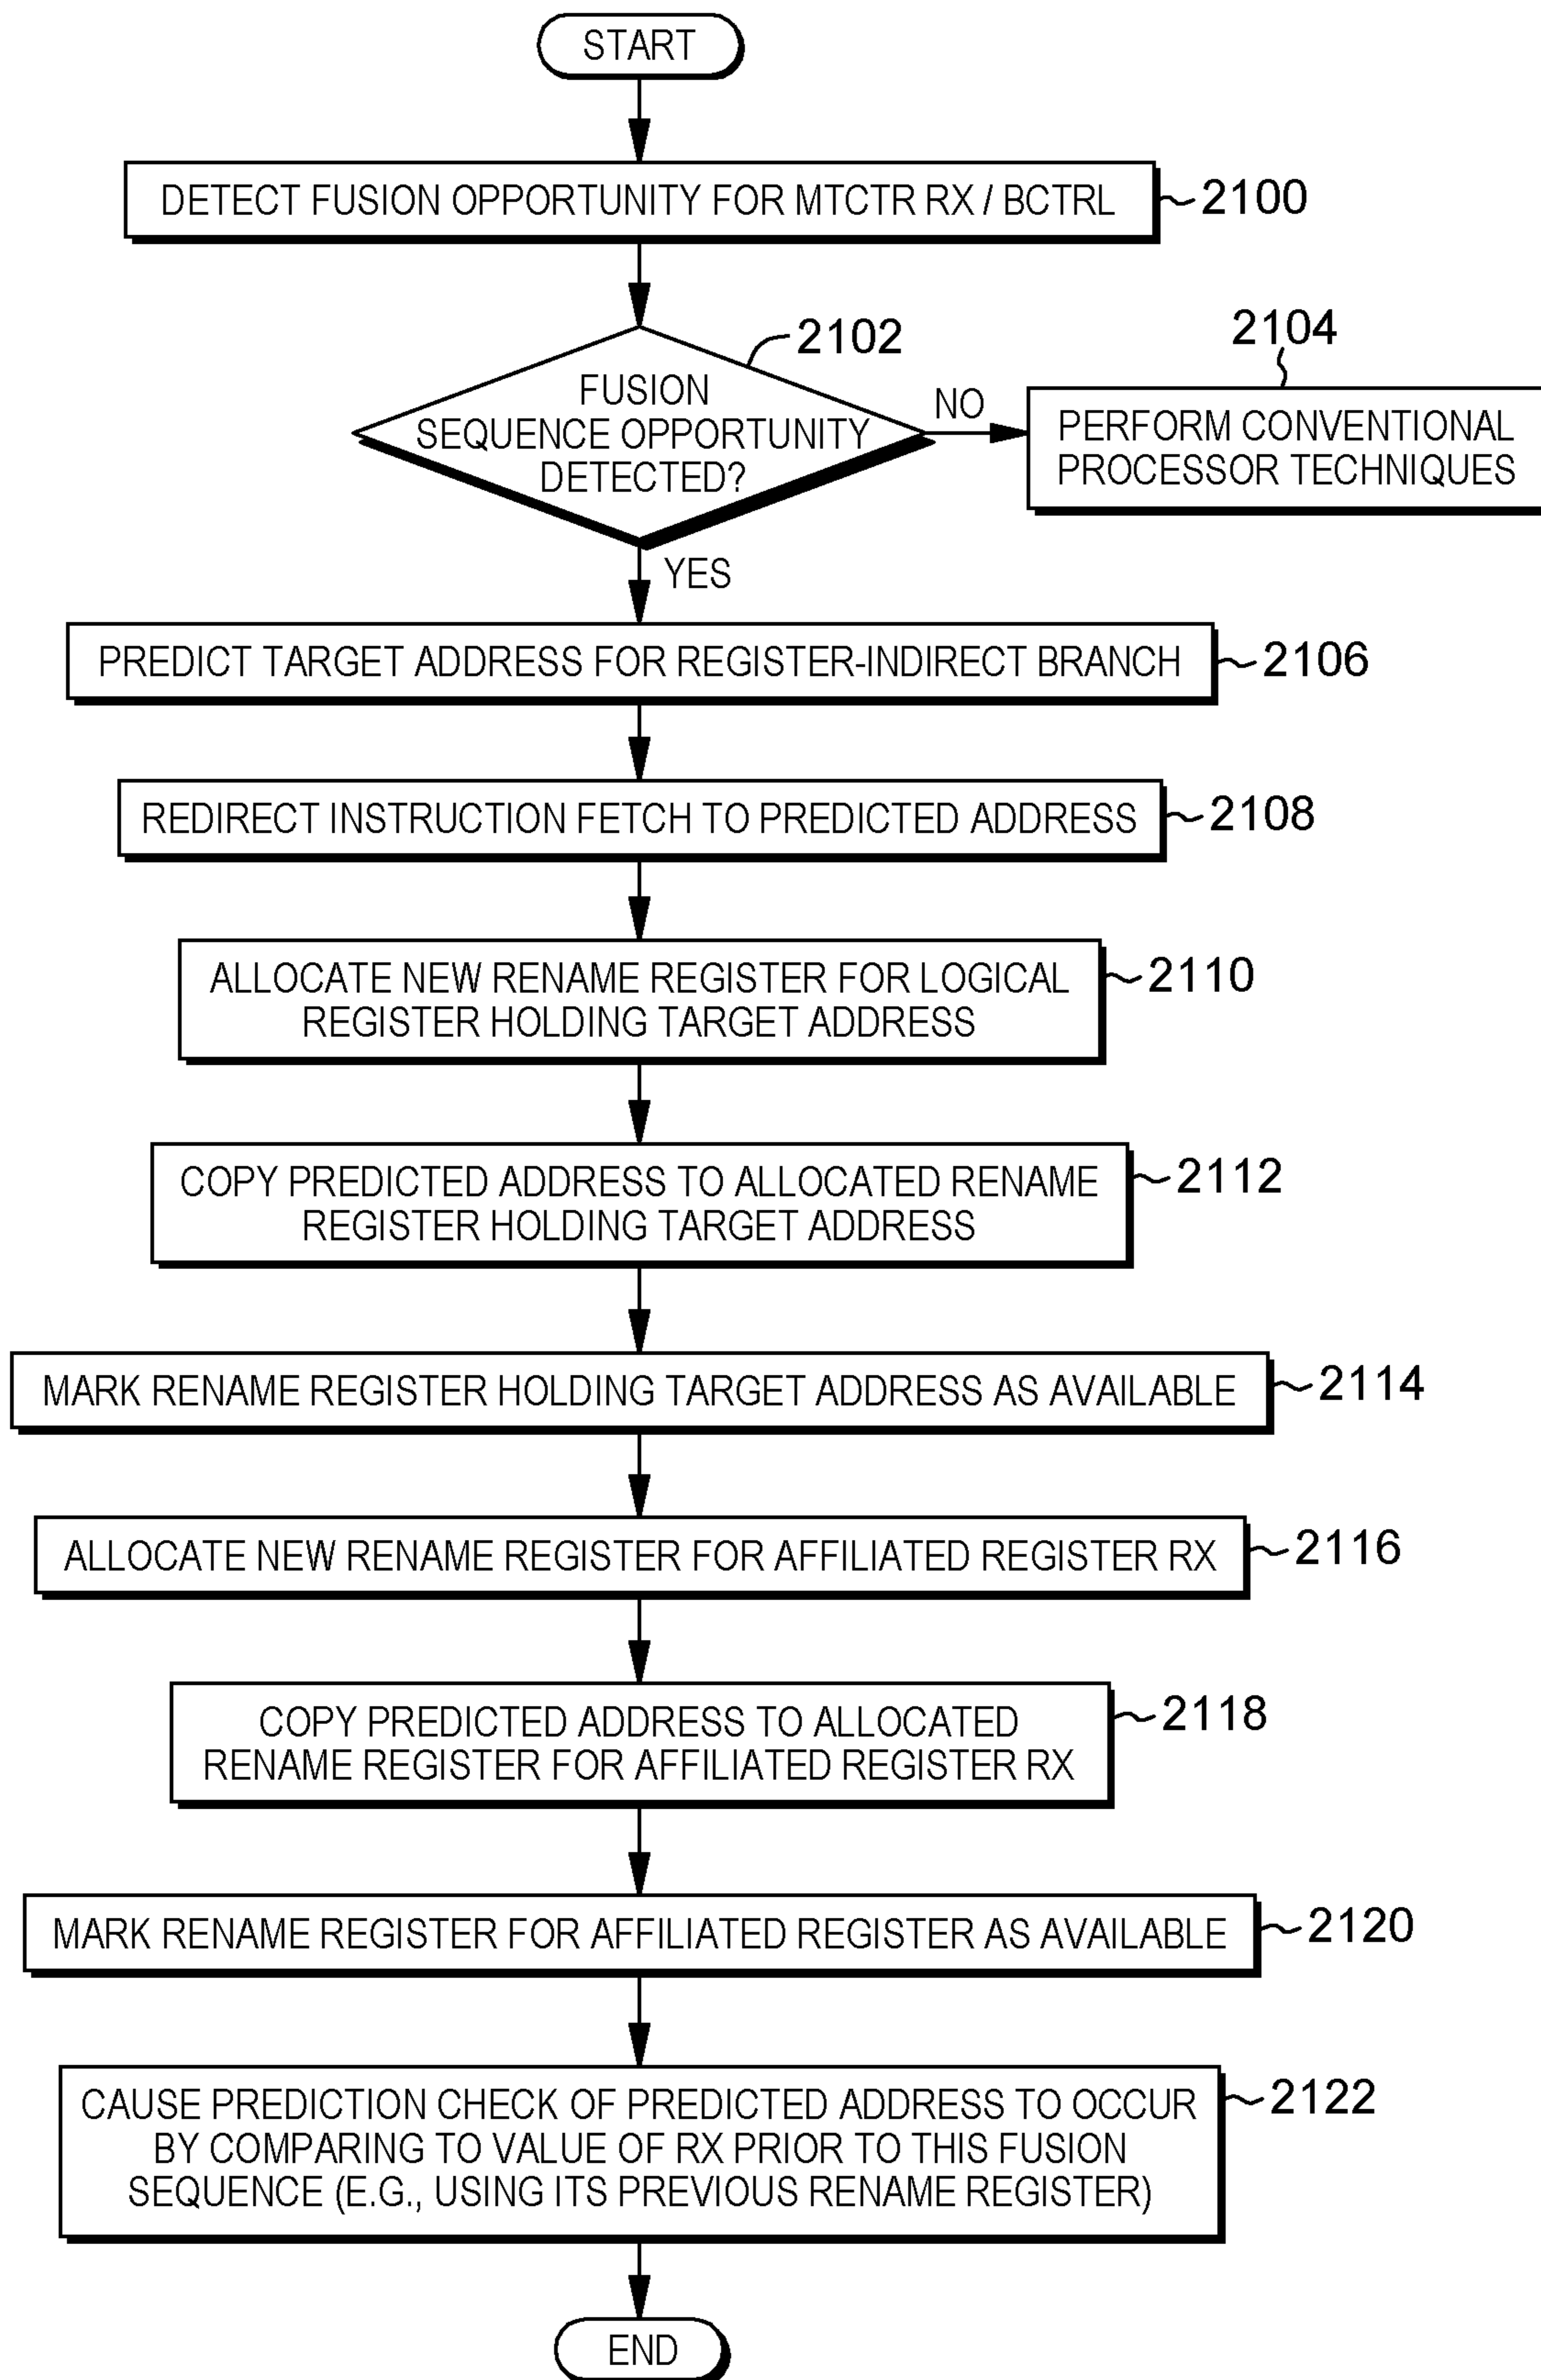 START
DETECT FUSION OPPORTUNITY FOR MTCTR RX / BCTRL
2100
2102
FUSION
SEQUENCE OPPORTUNITY
DETECTED?
NO
2104
PERFORM CONVENTIONAL
PROCESSOR TECHNIQUES
YES
PREDICT TARGET ADDRESS FOR REGISTER-INDIRECT BRANCH
2106
REDIRECT INSTRUCTION FETCH TO PREDICTED ADDRESS
2108
ALLOCATE NEW RENAME REGISTER FOR LOGICAL
REGISTER HOLDING TARGET ADDRESS
2110
COPY PREDICTED ADDRESS TO ALLOCATED RENAME
REGISTER HOLDING TARGET ADDRESS
2112
MARK RENAME REGISTER HOLDING TARGET ADDRESS AS AVAILABLE
2114
ALLOCATE NEW RENAME REGISTER FOR AFFILIATED REGISTER RX
2116
COPY PREDICTED ADDRESS TO ALLOCATED
RENAME REGISTER FOR AFFILIATED REGISTER RX
2118
MARK RENAME REGISTER FOR AFFILIATED REGISTER AS AVAILABLE
2120
CAUSE PREDICTION CHECK OF PREDICTED ADDRESS TO OCCUR
BY COMPARING TO VALUE OF RX PRIOR TO THIS FUSION
SEQUENCE (E.G., USING ITS PREVIOUS RENAME REGISTER)
2122
END